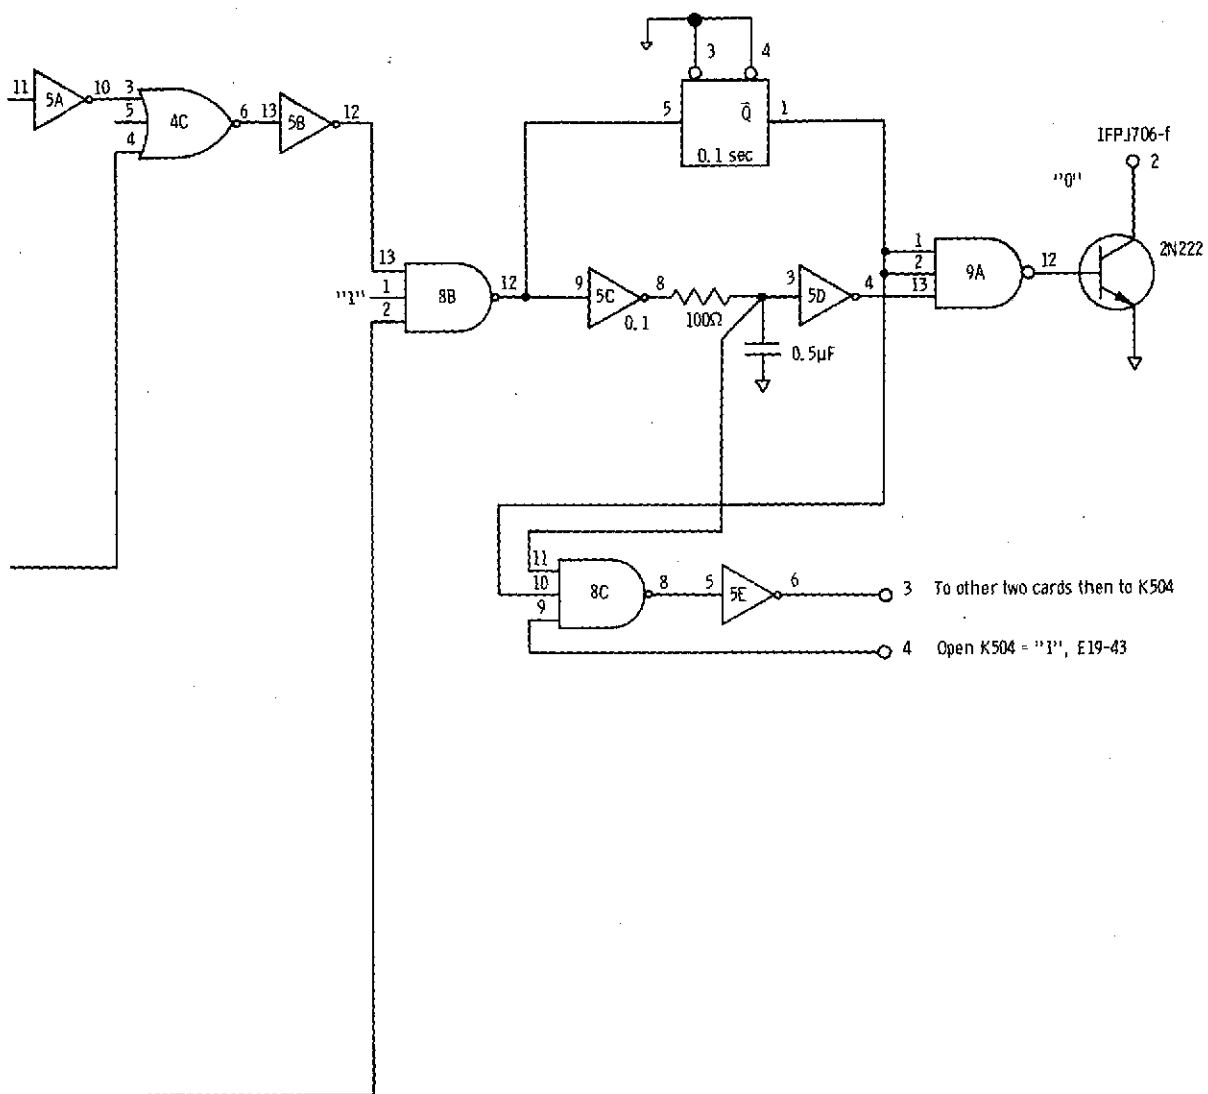 3 4
11 5A 10 3 5 4 4C 6 13 5B 12
5 Q̄ 1
0.1 sec
IFPJ706-f
2
"0"
2N222
13
"1" 1
2
8B 12
9 5C 8
0.1
100Ω
3 5D 4
0.5µF
1
2
13
9A 12
11
10
9
8C 8 5 5E 6
3 To other two cards then to K504
4 Open K504 = "1", E19-43